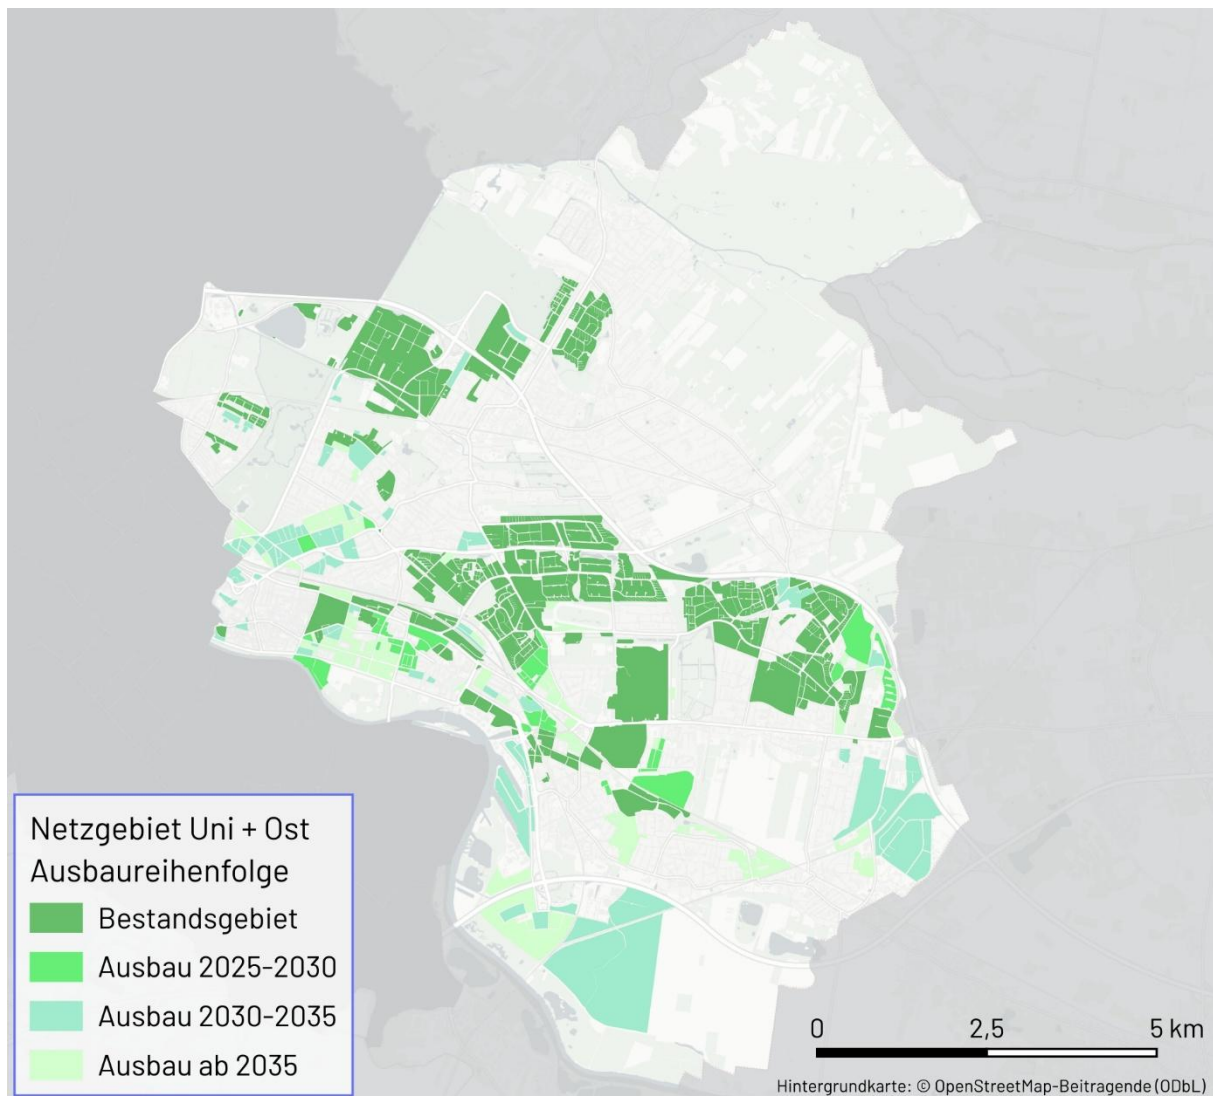 Netzgebiet Uni + Ost
Ausbaureihenfolge
Bestandsgebiet
Ausbau 2025-2030
Ausbau 2030-2035
Ausbau ab 2035
0 2,5 5 km
Hintergrundkarte: © OpenStreetMap-Beitragende (ODbL)